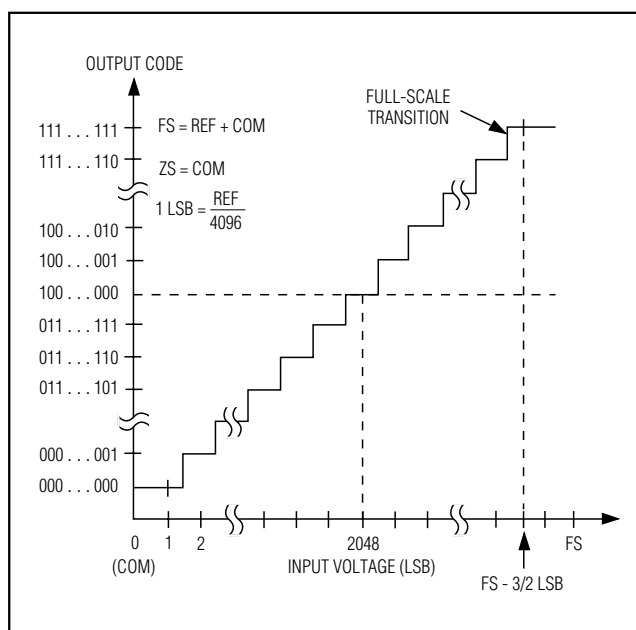 OUTPUT CODE
FULL-SCALE
TRANSITION
111 . . . 111
FS = REF + COM
111 . . . 110
ZS = COM
1 LSB = REF
4096
100 . . . 010
100 . . . 001
100 . . . 000
011 . . . 111
011 . . . 110
011 . . . 101
000 . . . 001
000 . . . 000
0 1 2 2048 FS
(COM) INPUT VOLTAGE (LSB)
FS - 3/2 LSB